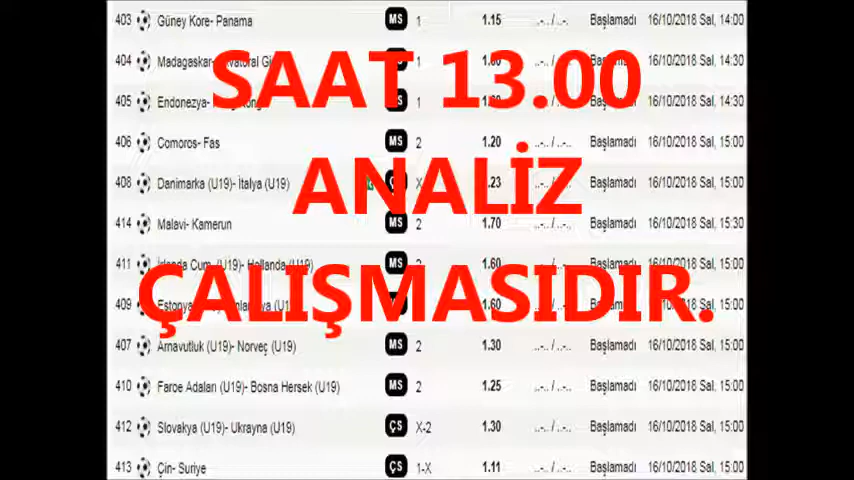 403 Güney Kore- Panama MS 1 1.15 ..-.. / ..-.. Başlamadı 16/10/2018 Sal, 14:00
404 Madagaskar- 1 ..-.. / ..-.. Başlamadı 16/10/2018 Sal, 14:30
SAAT 13.00
405 Endonezya- 1 ..-.. / ..-.. Başlamadı 16/10/2018 Sal, 14:30
406 Comoros- Fas MS 2 1.20 ..-.. / ..-.. Başlamadı 16/10/2018 Sal, 15:00
408 Danimarka (U19)- İtalya (U19) .23 ..-.. / ..-.. Başlamadı 16/10/2018 Sal, 15:00
ANALİZ
414 Malavi- Kamerun MS 2 1.70 ..-.. / ..-.. Başlamadı 16/10/2018 Sal, 15:30
411 İrlanda Cum. (U19)- Hollanda (U19) MS 2 1.60 ..-.. / ..-.. Başlamadı 16/10/2018 Sal, 15:00
ÇALIŞMASIDIR.
409 1.60 Başlamadı 16/10/2018 Sal, 15:00
407 Arnavutluk (U19)- Norveç (U19) MS 2 1.30 ..-.. / ..-.. Başlamadı 16/10/2018 Sal, 15:00
410 Faroe Adaları (U19)- Bosna Hersek (U19) MS 2 1.25 ..-.. / ..-.. Başlamadı 16/10/2018 Sal, 15:00
412 Slovakya (U19)- Ukrayna (U19) ÇS X-2 1.30 ..-.. / ..-.. Başlamadı 16/10/2018 Sal, 15:00
413 Çin- Suriye ÇS 1-X 1.11 ..-.. / ..-.. Başlamadı 16/10/2018 Sal, 15:00